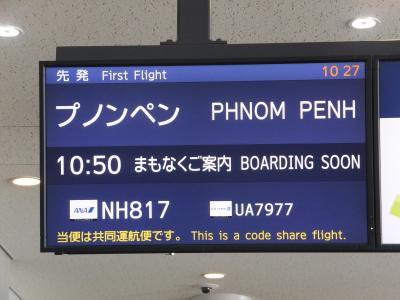 先発 First Flight 10 27
プノンペン PHNOM PENH
10:50 まもなくご案内 BOARDING SOON
ANA NH817 UA7977
当便は共同運航便です。 This is a code share flight.